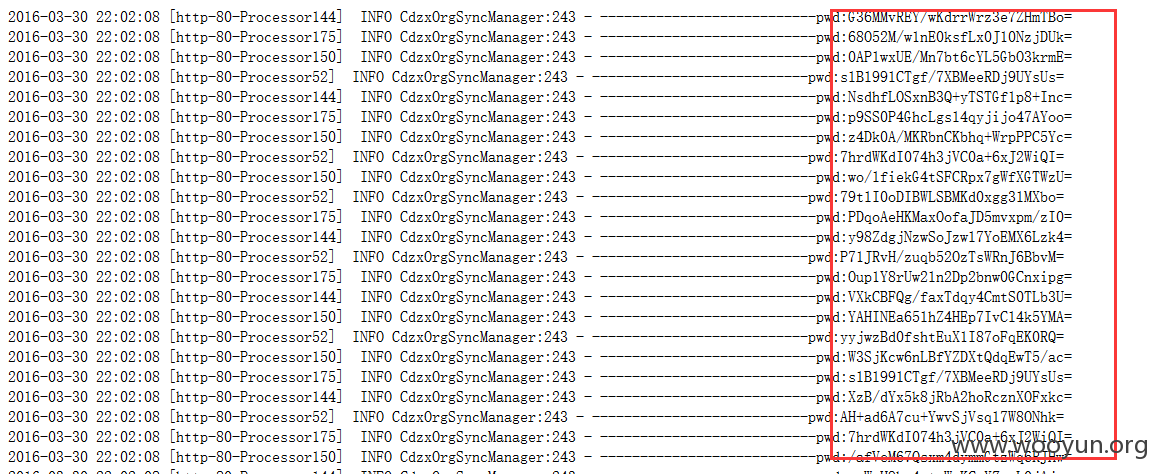 2016-03-30 22:02:08 [http-80-Processor144] INFO CdzxOrgSyncManager:243 - ---------------------------pwd:G36MMvREY/wKdrrWrz3e7ZHmTBo=
2016-03-30 22:02:08 [http-80-Processor175] INFO CdzxOrgSyncManager:243 - ---------------------------pwd:68O52M/w1nE0ksfLx0J1ONzjDUk=
2016-03-30 22:02:08 [http-80-Processor150] INFO CdzxOrgSyncManager:243 - ---------------------------pwd:0AP1wxUE/Mn7bt6cYL5GbO3krmE=
2016-03-30 22:02:08 [http-80-Processor52] INFO CdzxOrgSyncManager:243 - ---------------------------pwd:s1B1991CTgf/7XBMeeRDj9UYsUs=
2016-03-30 22:02:08 [http-80-Processor144] INFO CdzxOrgSyncManager:243 - ---------------------------pwd:NsdhfLOSxnB3Q+yTSTGf1p8+Inc=
2016-03-30 22:02:08 [http-80-Processor175] INFO CdzxOrgSyncManager:243 - ---------------------------pwd:p9SS0P4GhcLgs14qyjijo47AYoo=
2016-03-30 22:02:08 [http-80-Processor150] INFO CdzxOrgSyncManager:243 - ---------------------------pwd:z4Dk0A/MKRbnCKbhq+WrpPPC5Yc=
2016-03-30 22:02:08 [http-80-Processor52] INFO CdzxOrgSyncManager:243 - ---------------------------pwd:7hrdWKdI074h3jVC0a+6xJ2WiQI=
2016-03-30 22:02:08 [http-80-Processor150] INFO CdzxOrgSyncManager:243 - ---------------------------pwd:wo/1fiekG4tSFCRpx7gWfXGTWzU=
2016-03-30 22:02:08 [http-80-Processor52] INFO CdzxOrgSyncManager:243 - ---------------------------pwd:79t1I0oDIBWLSBMKd0xgg31MXbo=
2016-03-30 22:02:08 [http-80-Processor175] INFO CdzxOrgSyncManager:243 - ---------------------------pwd:PDqoAeHKMaxOofaJD5mvxpm/zI0=
2016-03-30 22:02:08 [http-80-Processor144] INFO CdzxOrgSyncManager:243 - ---------------------------pwd:y98ZdgjNzwSoJzw17YoEMX6Lzk4=
2016-03-30 22:02:08 [http-80-Processor52] INFO CdzxOrgSyncManager:243 - ---------------------------pwd:P71JRvH/zuqb52OzTsWRnJ6BbvM=
2016-03-30 22:02:08 [http-80-Processor175] INFO CdzxOrgSyncManager:243 - ---------------------------pwd:Oup1Y8rUw21n2Dp2bnw0GCnxipg=
2016-03-30 22:02:08 [http-80-Processor144] INFO CdzxOrgSyncManager:243 - ---------------------------pwd:VXkCBFQg/faxTdqy4CmtS0TLb3U=
2016-03-30 22:02:08 [http-80-Processor150] INFO CdzxOrgSyncManager:243 - ---------------------------pwd:YAHINEa651hZ4HEp7IvC14k5YMA=
2016-03-30 22:02:08 [http-80-Processor52] INFO CdzxOrgSyncManager:243 - ---------------------------pwd:yyjwzBd0fshtEuX1I87oFqEKORQ=
2016-03-30 22:02:08 [http-80-Processor150] INFO CdzxOrgSyncManager:243 - ---------------------------pwd:W3SjKcw6nLBfYZDXtQdqEwT5/ac=
2016-03-30 22:02:08 [http-80-Processor175] INFO CdzxOrgSyncManager:243 - ---------------------------pwd:s1B1991CTgf/7XBMeeRDj9UYsUs=
2016-03-30 22:02:08 [http-80-Processor144] INFO CdzxOrgSyncManager:243 - ---------------------------pwd:XzB/dYx5k8jRbA2hoRcznXOFxkc=
2016-03-30 22:02:08 [http-80-Processor52] INFO CdzxOrgSyncManager:243 - ---------------------------pwd:AH+ad6A7cu+YwvSjVsq17W80Nhk=
2016-03-30 22:02:08 [http-80-Processor175] INFO CdzxOrgSyncManager:243 - ---------------------------pwd:7hrdWKdI074h3jVC0a+6xJ2WiQI=
www.wooyun.org
2016-03-30 22:02:08 [http-80-Processor150] INFO CdzxOrgSyncManager:243 -